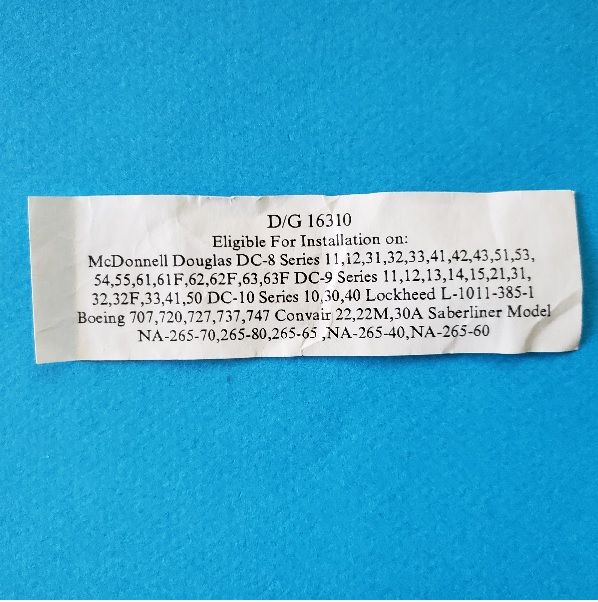 D/G 16310
Eligible For Installation on:
McDonnell Douglas DC-8 Series 11,12,31,32,33,41,42,43,51,53,
54,55,61,61F,62,62F,63,63F DC-9 Series 11,12,13,14,15,21,31,
32,32F,33,41,50 DC-10 Series 10,30,40 Lockheed L-1011-385-1
Boeing 707,720,727,737,747 Convair 22,22M,30A Saberliner Model
NA-265-70,265-80,265-65 ,NA-265-40,NA-265-60